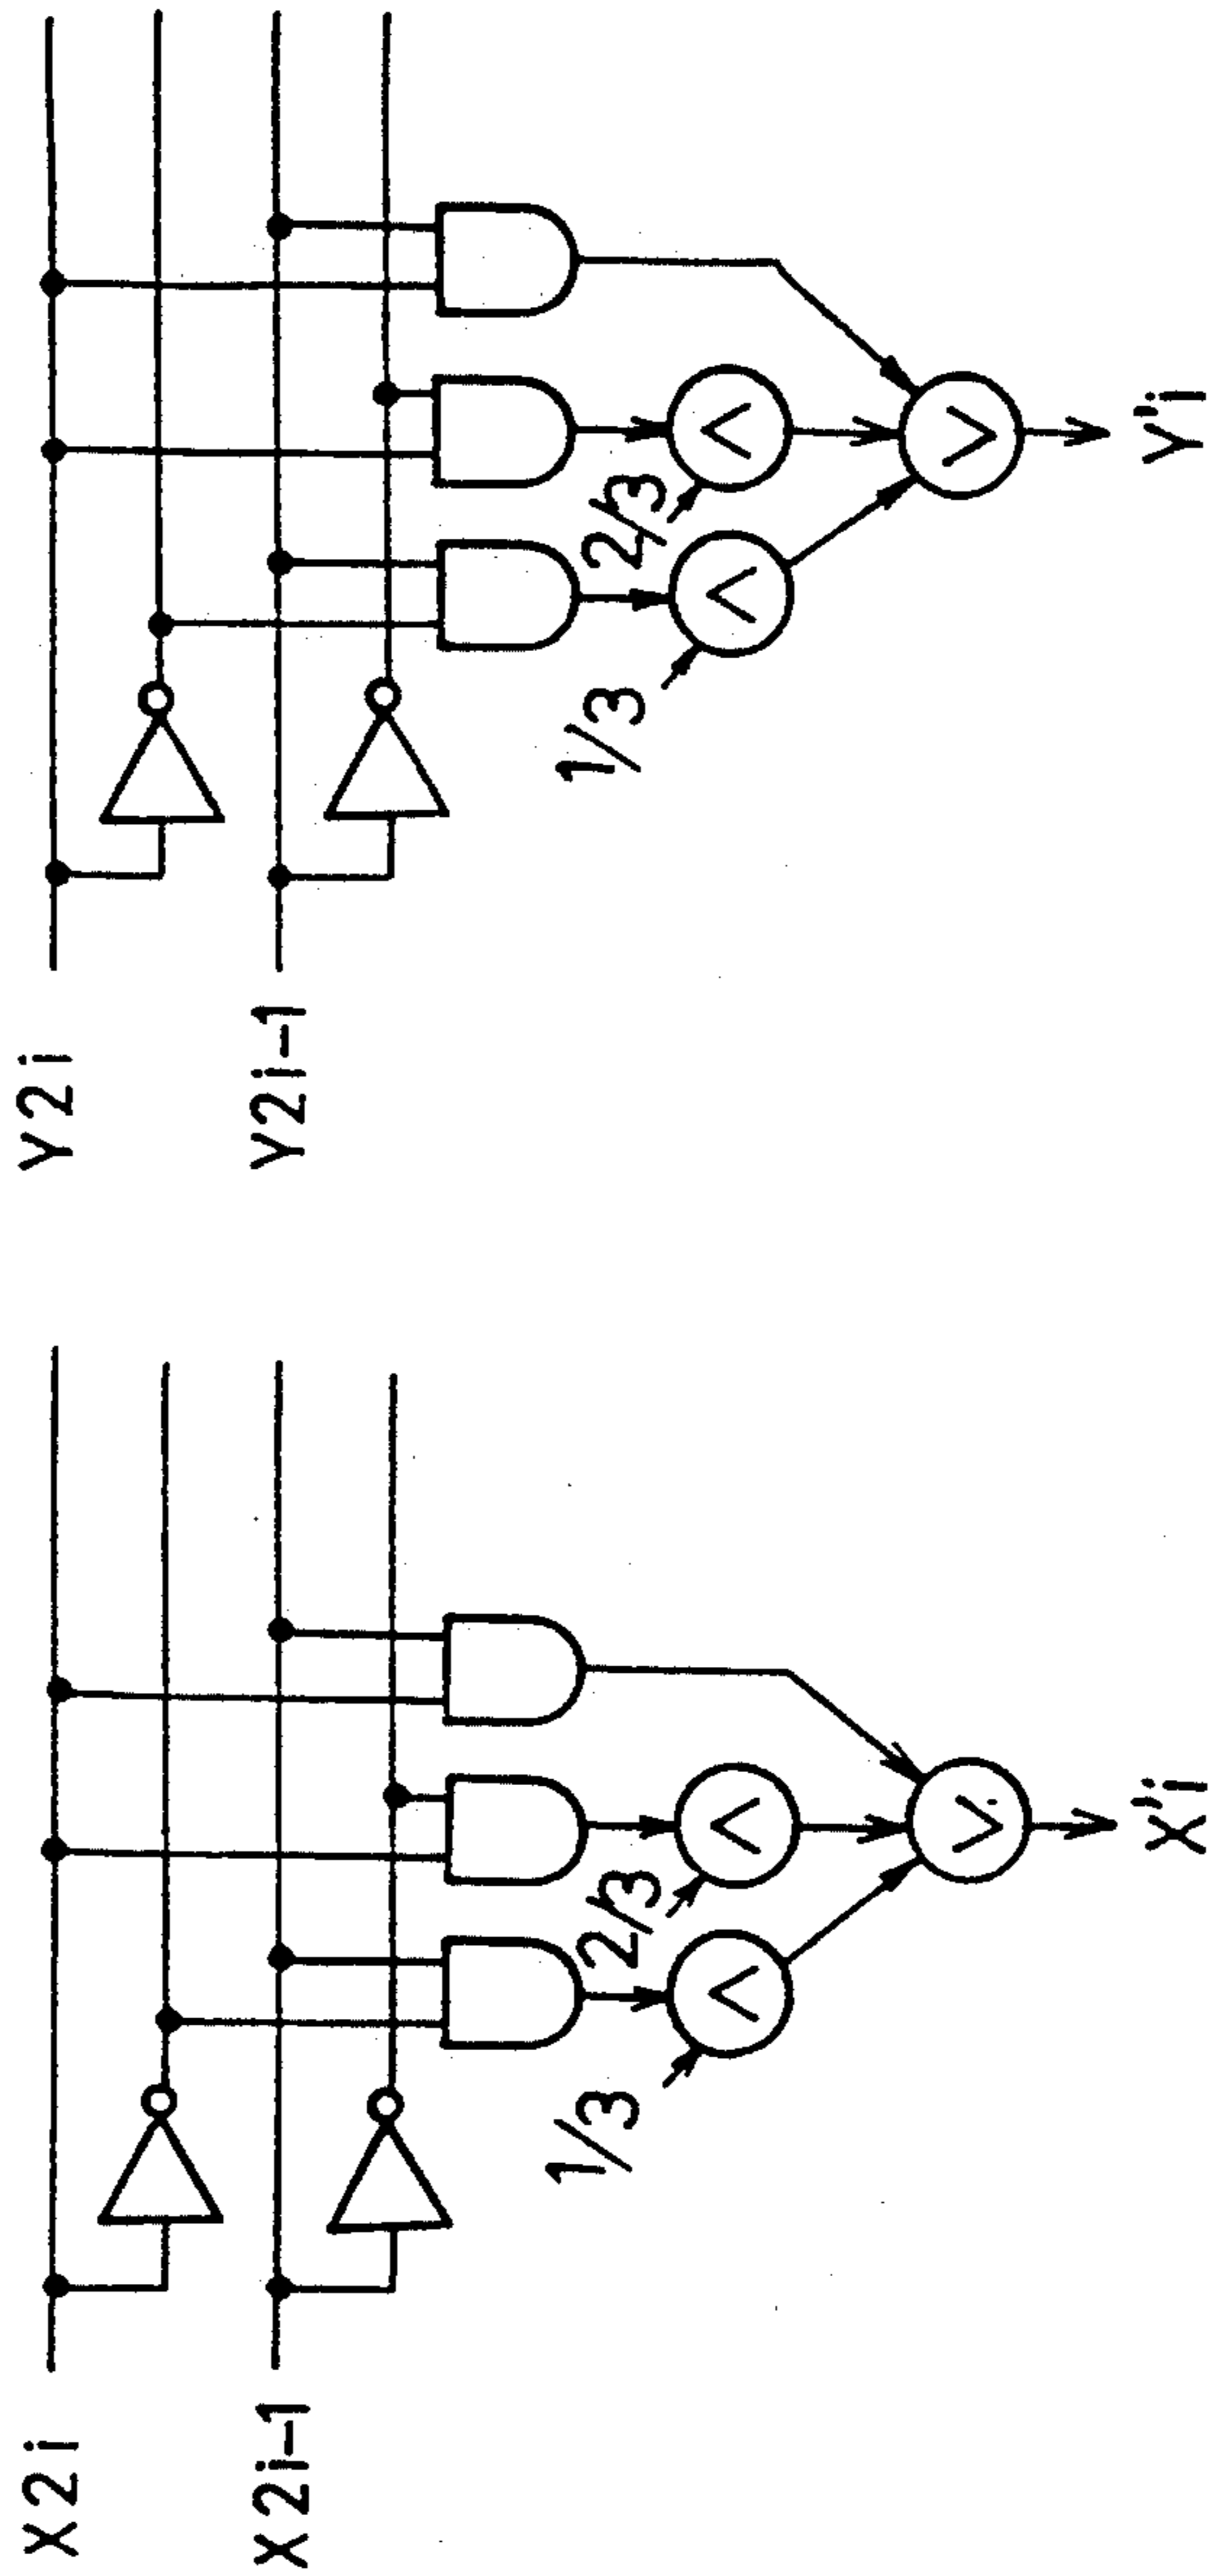 X2i
X2i-1
1/3
2/3
∧
∧
∨
X'i
Y2i
Y2i-1
1/3
2/3
∧
∧
∨
Y'i